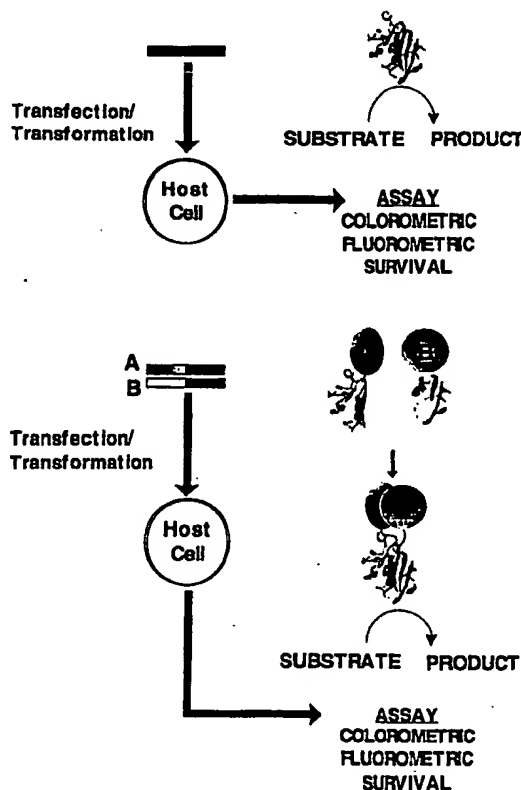 Transfection/
Transformation
SUBSTRATE PRODUCT
Host
Cell
ASSAY
COLOROMETRIC
FLUOROMETRIC
SURVIVAL
A
B
Transfection/
Transformation
Host
Cell
SUBSTRATE PRODUCT
ASSAY
COLOROMETRIC
FLUOROMETRIC
SURVIVAL